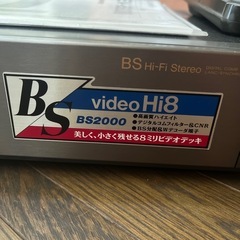 BS Hi-Fi Stereo
BS
video Hi8
BS2000
●高画質ハイエイト
●デジタルコムフィルター&CNR
●BS分配器Wデコーダ端子
美しく、小さく残せる8ミリビデオデッキ